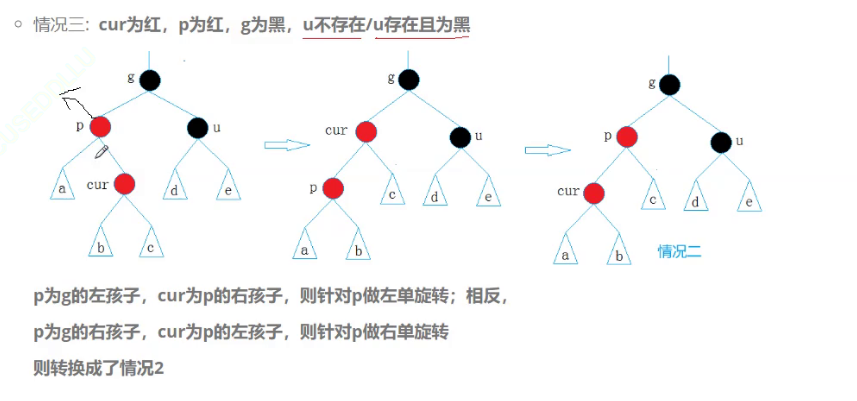 情况三: cur为红，p为红，g为黑，u不存在/u存在且为黑
g g g
p u cur u p u
a cur d e p c d e cur c d e
b c a b a b 情况二
p为g的左孩子，cur为p的右孩子，则针对p做左单旋转；相反，
p为g的右孩子，cur为p的左孩子，则针对p做右单旋转
则转换成了情况2